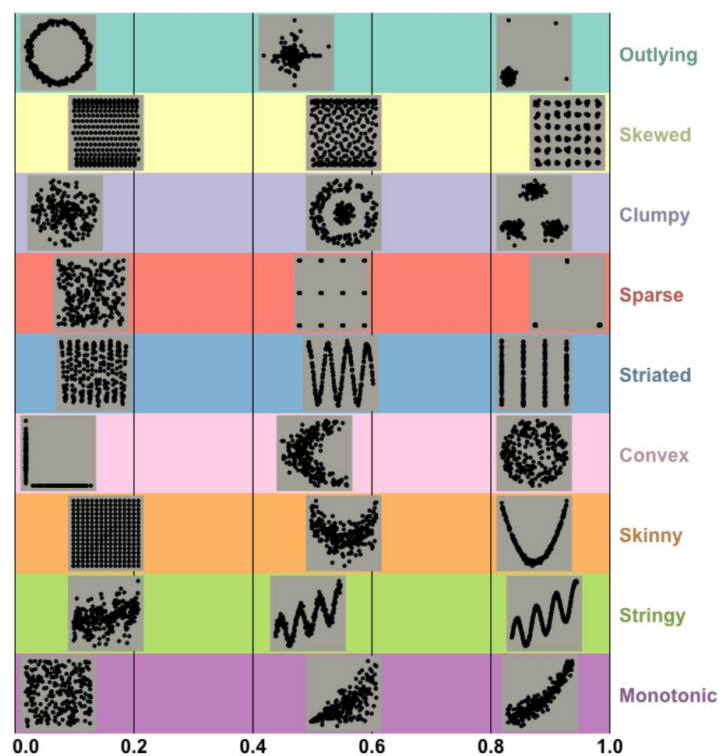 Outlying
Skewed
Clumpy
Sparse
Striated
Convex
Skinny
Stringy
Monotonic
0.0 0.2 0.4 0.6 0.8 1.0